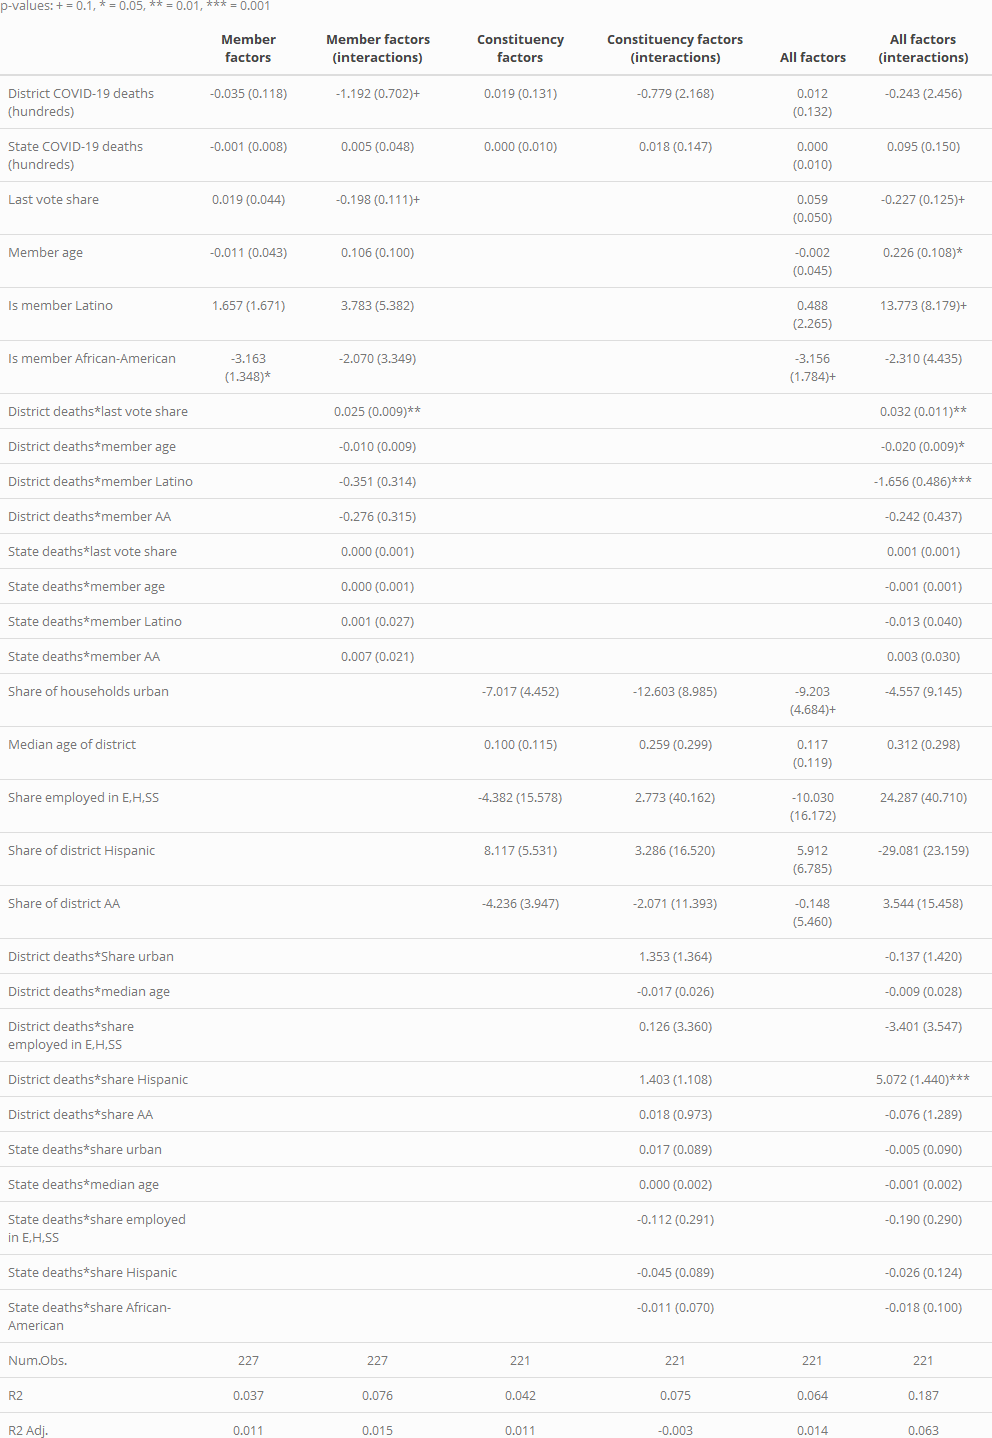 p-values: + = 0.1, * = 0.05, ** = 0.01, *** = 0.001
Member factors | Member factors (interactions) | Constituency factors | Constituency factors (interactions) | All factors | All factors (interactions)
District COVID-19 deaths (hundreds) -0.035 (0.118) -1.192 (0.702)+ 0.019 (0.131) -0.779 (2.168) 0.012 (0.132) -0.243 (2.456)
State COVID-19 deaths (hundreds) -0.001 (0.008) 0.005 (0.048) 0.000 (0.010) 0.018 (0.147) 0.000 (0.010) 0.095 (0.150)
Last vote share 0.019 (0.044) -0.198 (0.111)+ 0.059 (0.050) -0.227 (0.125)+
Member age -0.011 (0.043) 0.106 (0.100) -0.002 (0.045) 0.226 (0.108)*
Is member Latino 1.657 (1.671) 3.783 (5.382) 0.488 (2.265) 13.773 (8.179)+
Is member African-American -3.163 (1.348)* -2.070 (3.349) -3.156 (1.784)+ -2.310 (4.435)
District deaths*last vote share 0.025 (0.009)** 0.032 (0.011)**
District deaths*member age -0.010 (0.009) -0.020 (0.009)*
District deaths*member Latino -0.351 (0.314) -1.656 (0.486)***
District deaths*member AA -0.276 (0.315) -0.242 (0.437)
State deaths*last vote share 0.000 (0.001) 0.001 (0.001)
State deaths*member age 0.000 (0.001) -0.001 (0.001)
State deaths*member Latino 0.001 (0.027) -0.013 (0.040)
State deaths*member AA 0.007 (0.021) 0.003 (0.030)
Share of households urban -7.017 (4.452) -12.603 (8.985) -9.203 (4.684)+ -4.557 (9.145)
Median age of district 0.100 (0.115) 0.259 (0.299) 0.117 (0.119) 0.312 (0.298)
Share employed in E,H,SS -4.382 (15.578) 2.773 (40.162) -10.030 (16.172) 24.287 (40.710)
Share of district Hispanic 8.117 (5.531) 3.286 (16.520) 5.912 (6.785) -29.081 (23.159)
Share of district AA -4.236 (3.947) -2.071 (11.393) -0.148 (5.460) 3.544 (15.458)
District deaths*Share urban 1.353 (1.364) -0.137 (1.420)
District deaths*median age -0.017 (0.026) -0.009 (0.028)
District deaths*share employed in E,H,SS 0.126 (3.360) -3.401 (3.547)
District deaths*share Hispanic 1.403 (1.108) 5.072 (1.440)***
District deaths*share AA 0.018 (0.973) -0.076 (1.289)
State deaths*share urban 0.017 (0.089) -0.005 (0.090)
State deaths*median age 0.000 (0.002) -0.001 (0.002)
State deaths*share employed in E,H,SS -0.112 (0.291) -0.190 (0.290)
State deaths*share Hispanic -0.045 (0.089) -0.026 (0.124)
State deaths*share African-American -0.011 (0.070) -0.018 (0.100)
Num.Obs. 227 227 221 221 221 221
R2 0.037 0.076 0.042 0.075 0.064 0.187
R2 Adj. 0.011 0.015 0.011 -0.003 0.014 0.063